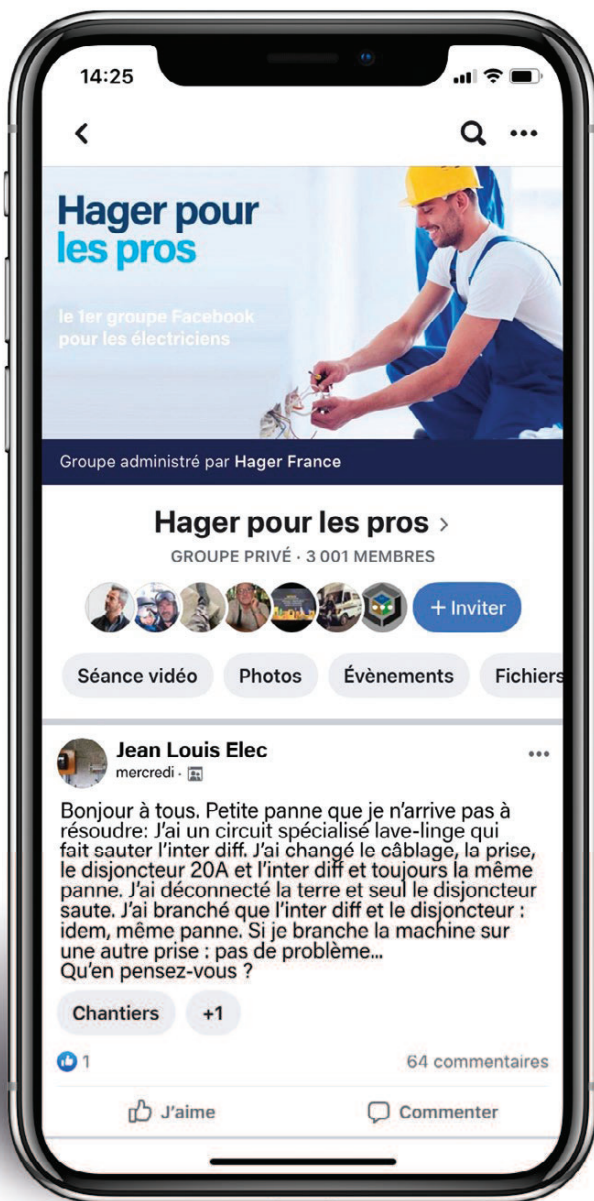 14:25
Hager pour
les pros
le 1er groupe Facebook
pour les électriciens
Groupe administré par Hager France
Hager pour les pros >
GROUPE PRIVÉ · 3 001 MEMBRES
+ Inviter
Séance vidéo
Photos
Évènements
Fichiers
Jean Louis Elec
mercredi ·
Bonjour à tous. Petite panne que je n'arrive pas à
résoudre: J'ai un circuit spécialisé lave-linge qui
fait sauter l'inter diff. J'ai changé le câblage, la prise,
le disjoncteur 20A et l'inter diff et toujours la même
panne. J'ai déconnecté la terre et seul le disjoncteur
saute. J'ai branché que l'inter diff et le disjoncteur :
idem, même panne. Si je branche la machine sur
une autre prise : pas de problème...
Qu'en pensez-vous ?
Chantiers
+1
1
64 commentaires
J'aime
Commenter